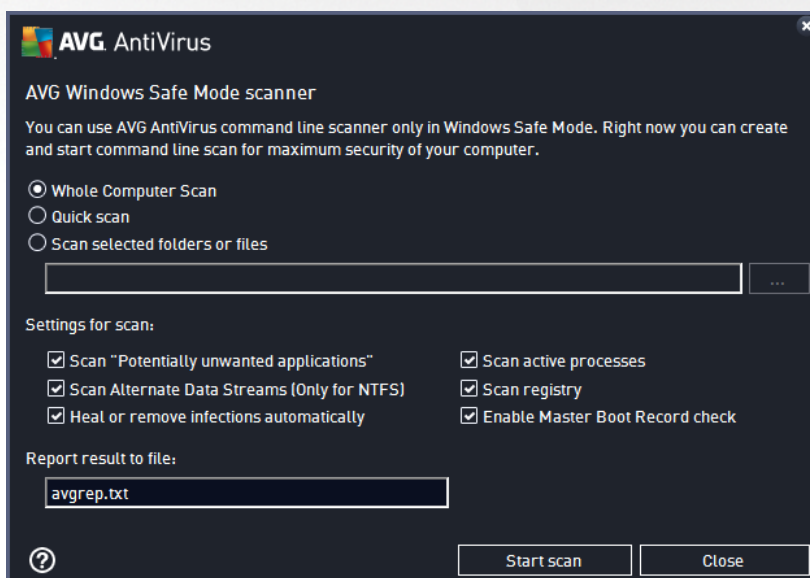 AVG. AntiVirus
AVG Windows Safe Mode scanner
You can use AVG AntiVirus command line scanner only in Windows Safe Mode. Right now you can create
and start command line scan for maximum security of your computer.
Whole Computer Scan
Quick scan
Scan selected folders or files
...
Settings for scan:
Scan "Potentially unwanted applications"
Scan active processes
Scan Alternate Data Streams (Only for NTFS)
Scan registry
Heal or remove infections automatically
Enable Master Boot Record check
Report result to file:
avgrep.txt
?
Start scan
Close